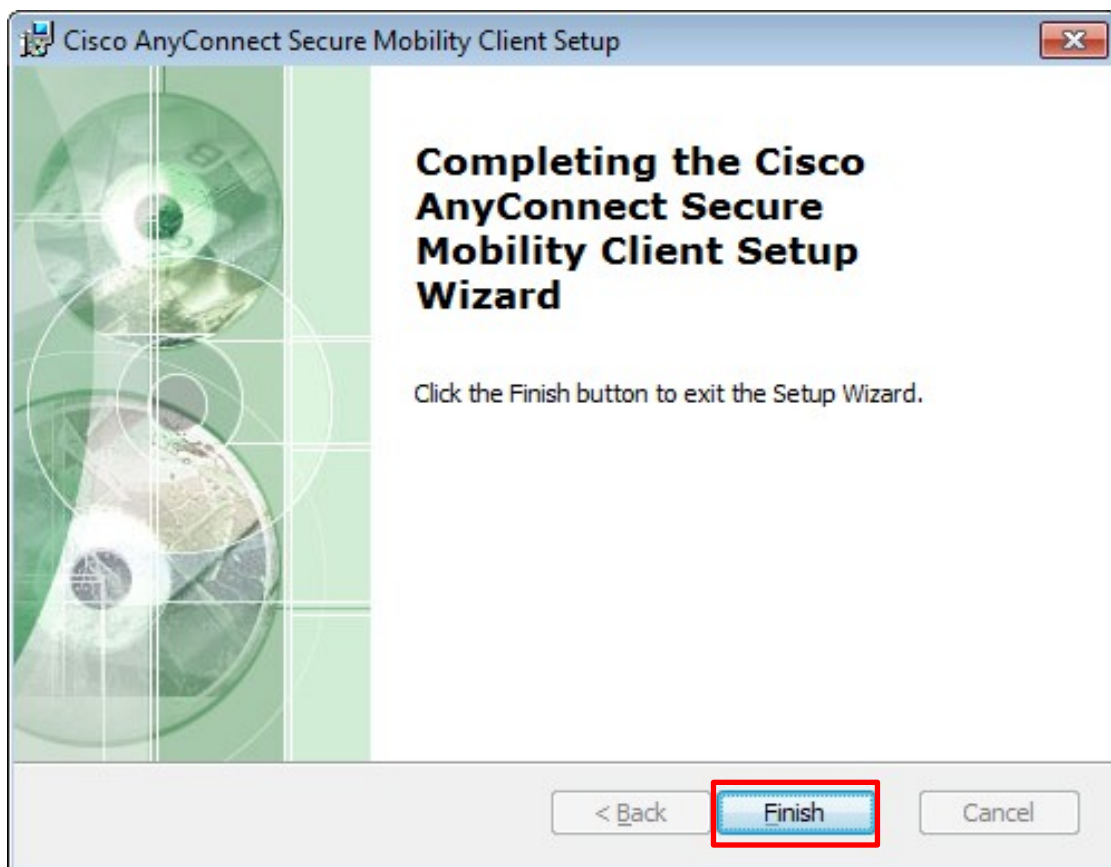 Cisco AnyConnect Secure Mobility Client Setup
Completing the Cisco
AnyConnect Secure
Mobility Client Setup
Wizard
Click the Finish button to exit the Setup Wizard.
< Back
Finish
Cancel